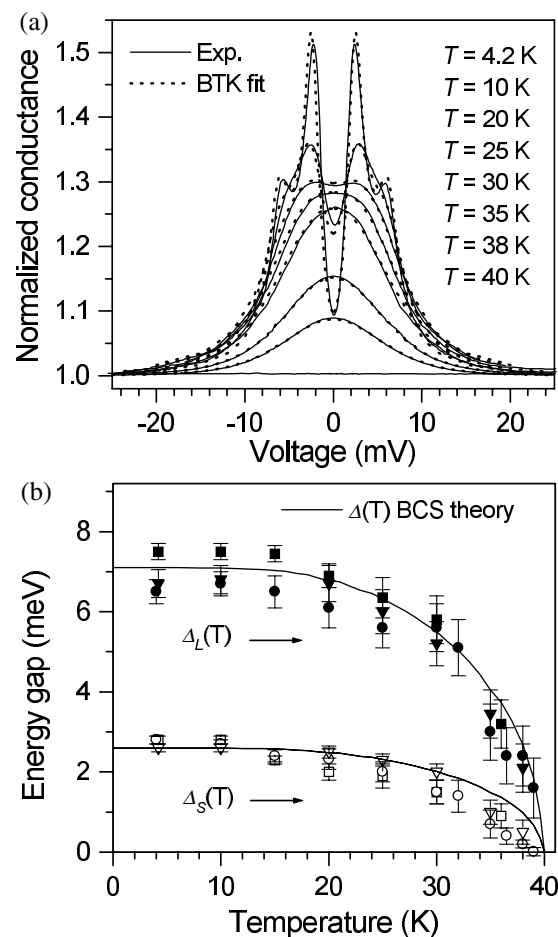 (a)
1.5
1.4
1.3
1.2
1.1
1.0
Normalized conductance
Exp.
BTK fit
T = 4.2 K
T = 10 K
T = 20 K
T = 25 K
T = 30 K
T = 35 K
T = 38 K
T = 40 K
-20
-10
0
10
20
Voltage (mV)
(b)
Δ(T) BCS theory
8
6
4
2
0
Energy gap (meV)
Δ_L(T)
Δ_S(T)
0
10
20
30
40
Temperature (K)